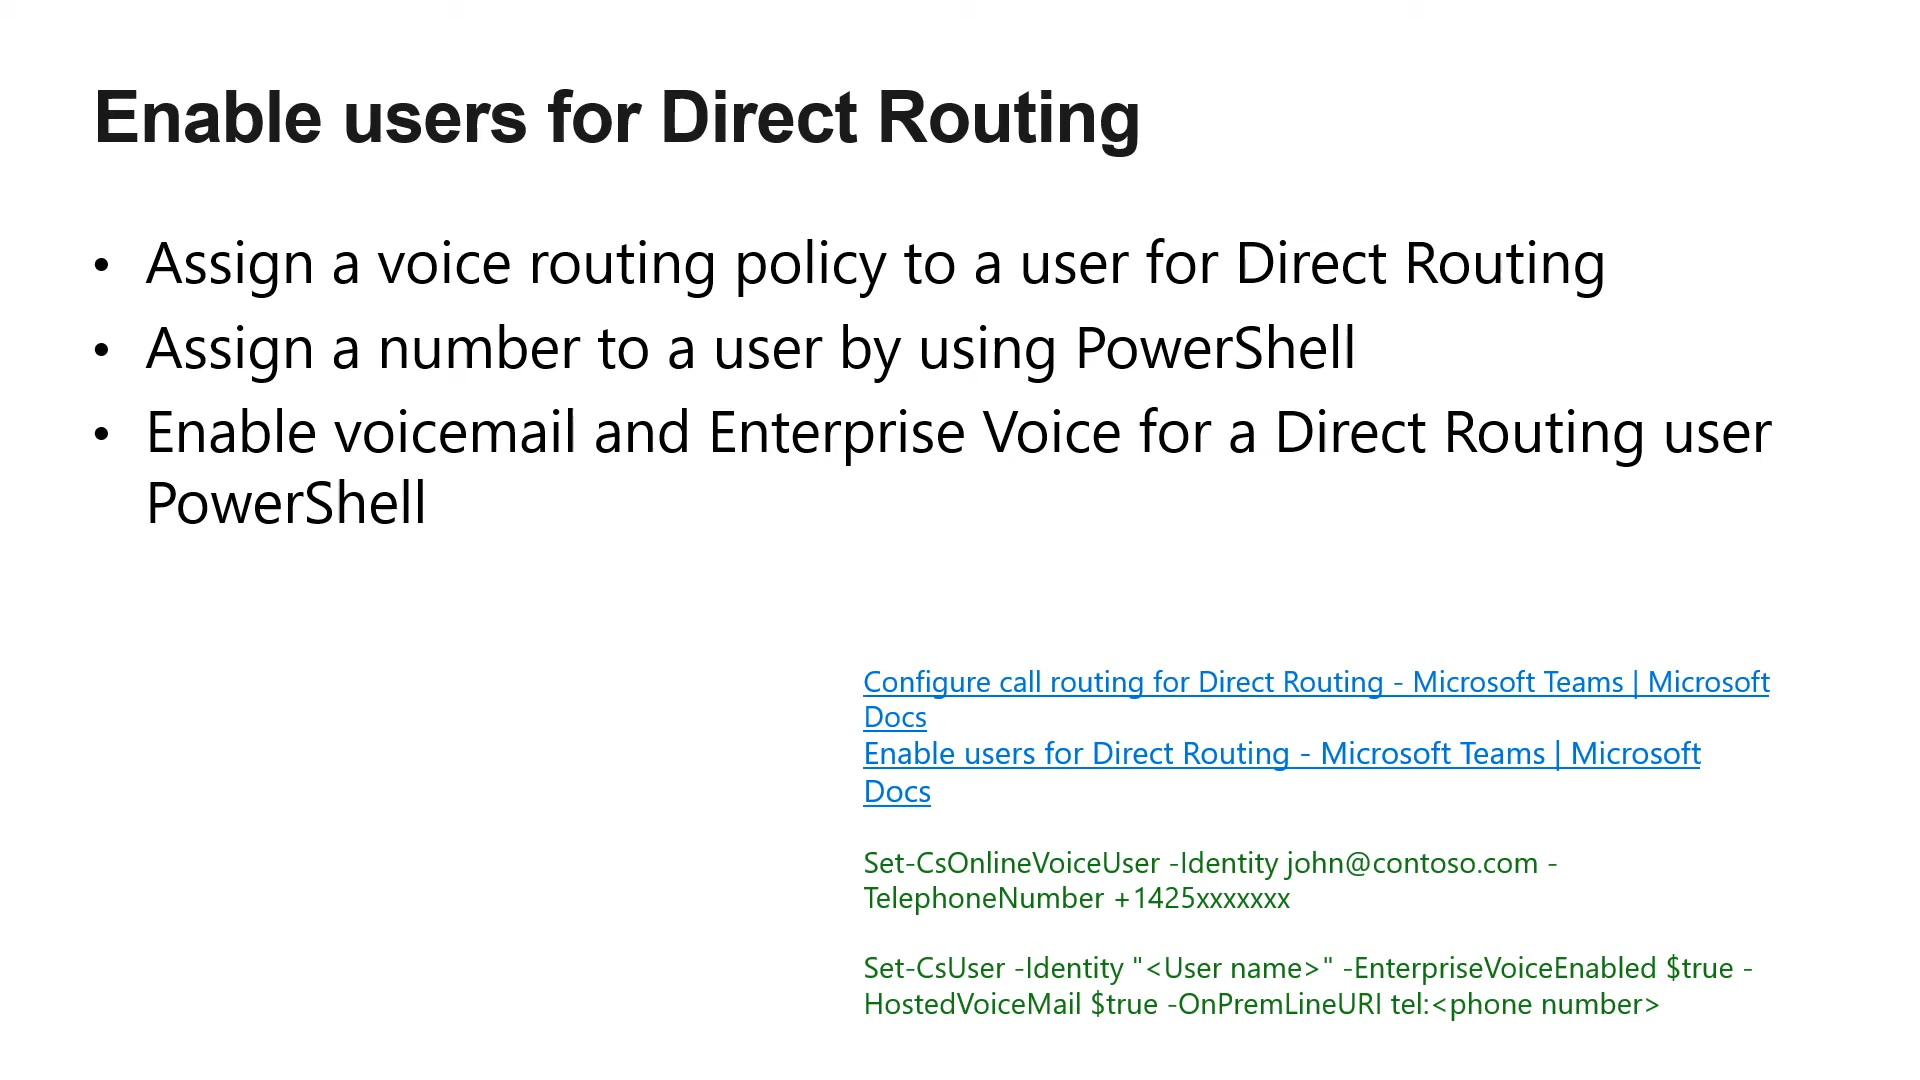 Enable users for Direct Routing
• Assign a voice routing policy to a user for Direct Routing
• Assign a number to a user by using PowerShell
• Enable voicemail and Enterprise Voice for a Direct Routing user
PowerShell
Configure call routing for Direct Routing - Microsoft Teams | Microsoft
Docs
Enable users for Direct Routing - Microsoft Teams | Microsoft
Docs
Set-CsOnlineVoiceUser -Identity john@contoso.com -
TelephoneNumber +1425xxxxxxx
Set-CsUser -Identity "<User name>" -EnterpriseVoiceEnabled $true -
HostedVoiceMail $true -OnPremLineURI tel:<phone number>